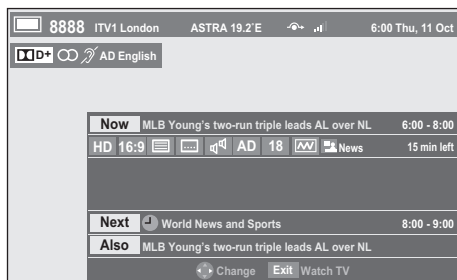 8888 ITV1 London ASTRA 19.2°E 6:00 Thu, 11 Oct
D+ AD English
Now MLB Young's two-run triple leads AL over NL 6:00 - 8:00
HD 16:9 AD 18 News 15 min left
Next World News and Sports 8:00 - 9:00
Also MLB Young's two-run triple leads AL over NL
Change Exit Watch TV